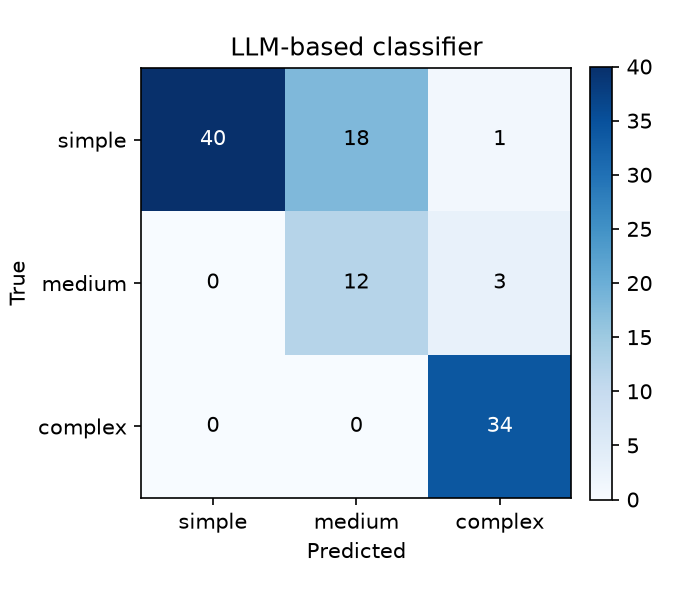 LLM-based classifier
simple 40 18 1
medium 0 12 3
complex 0 0 34
True
simple medium complex
Predicted
40
35
30
25
20
15
10
5
0